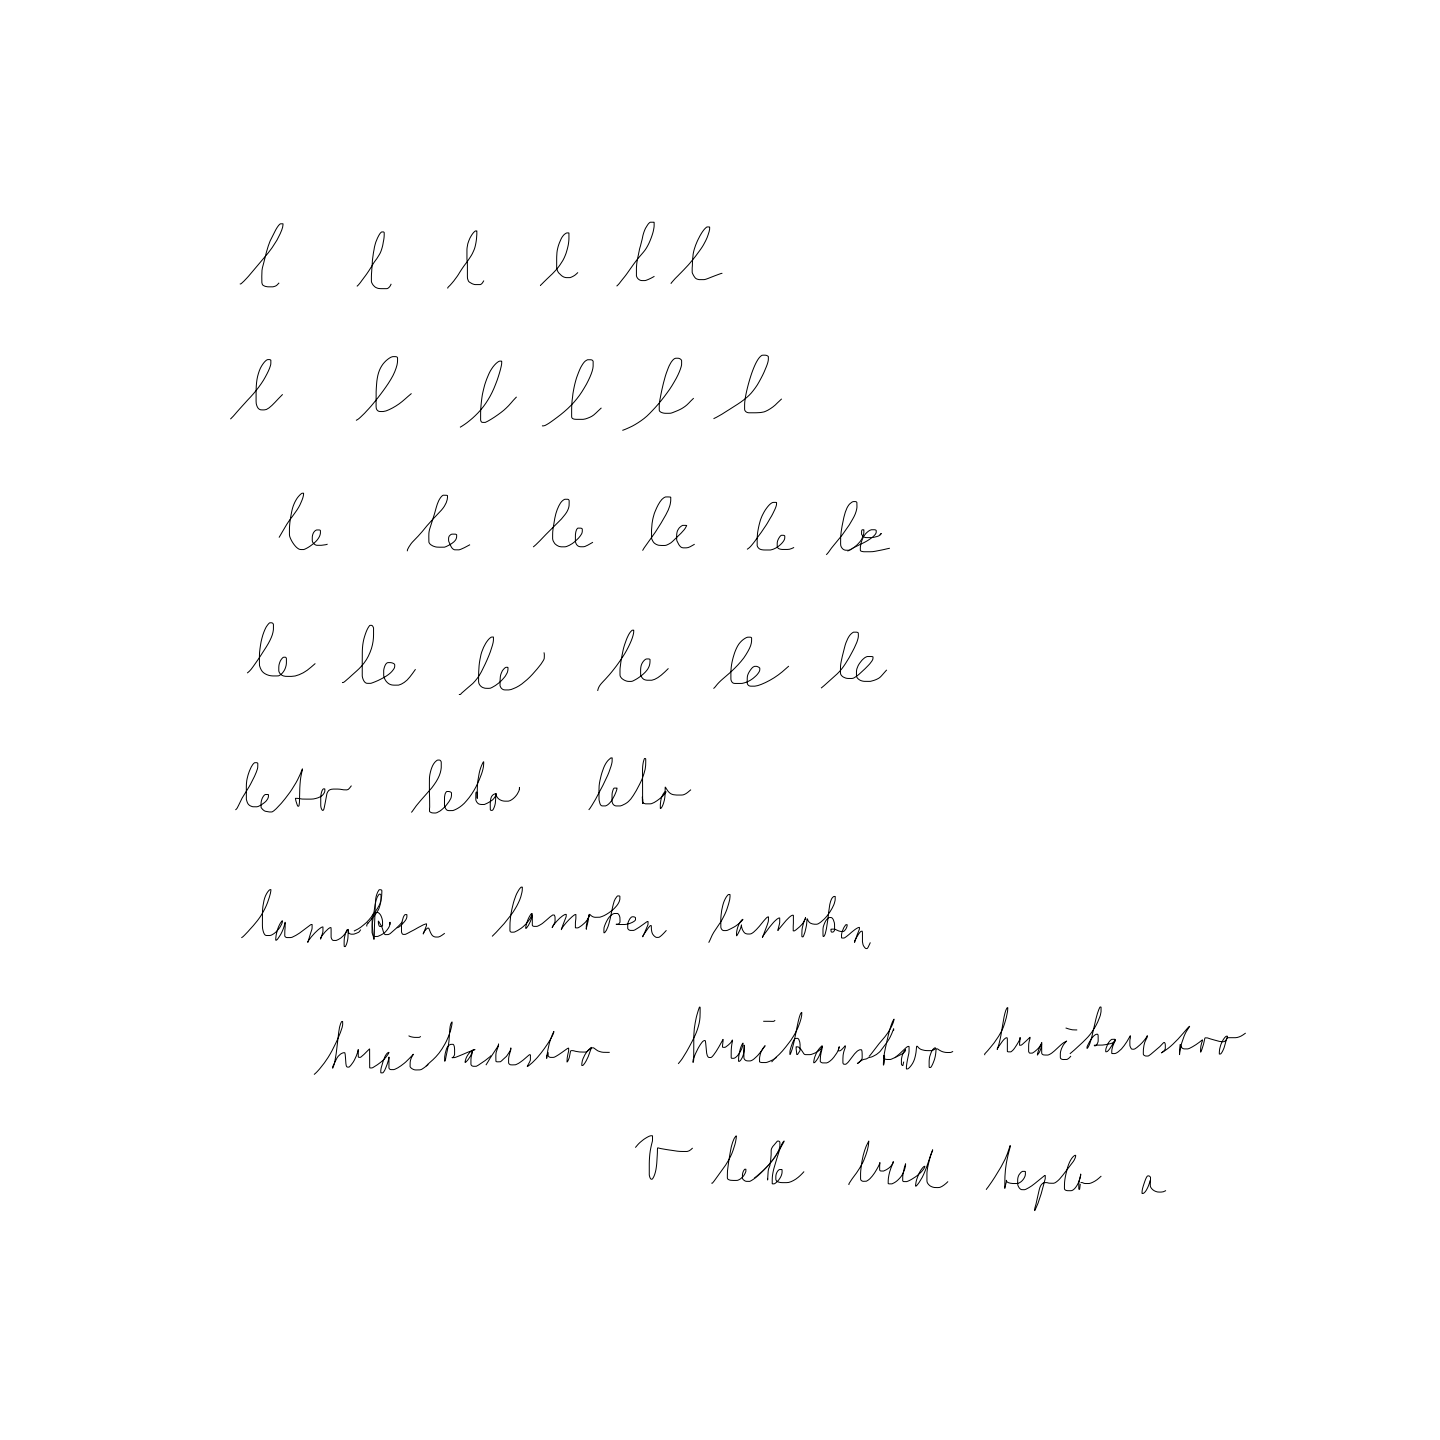 l l l l l l
l l l l l l
le le le le le le
le le le le le le
leto leto leto
lamoken lamoken lamoken
hračkarstvo hračkarstvo hračkarstvo
V lete bud teplo a